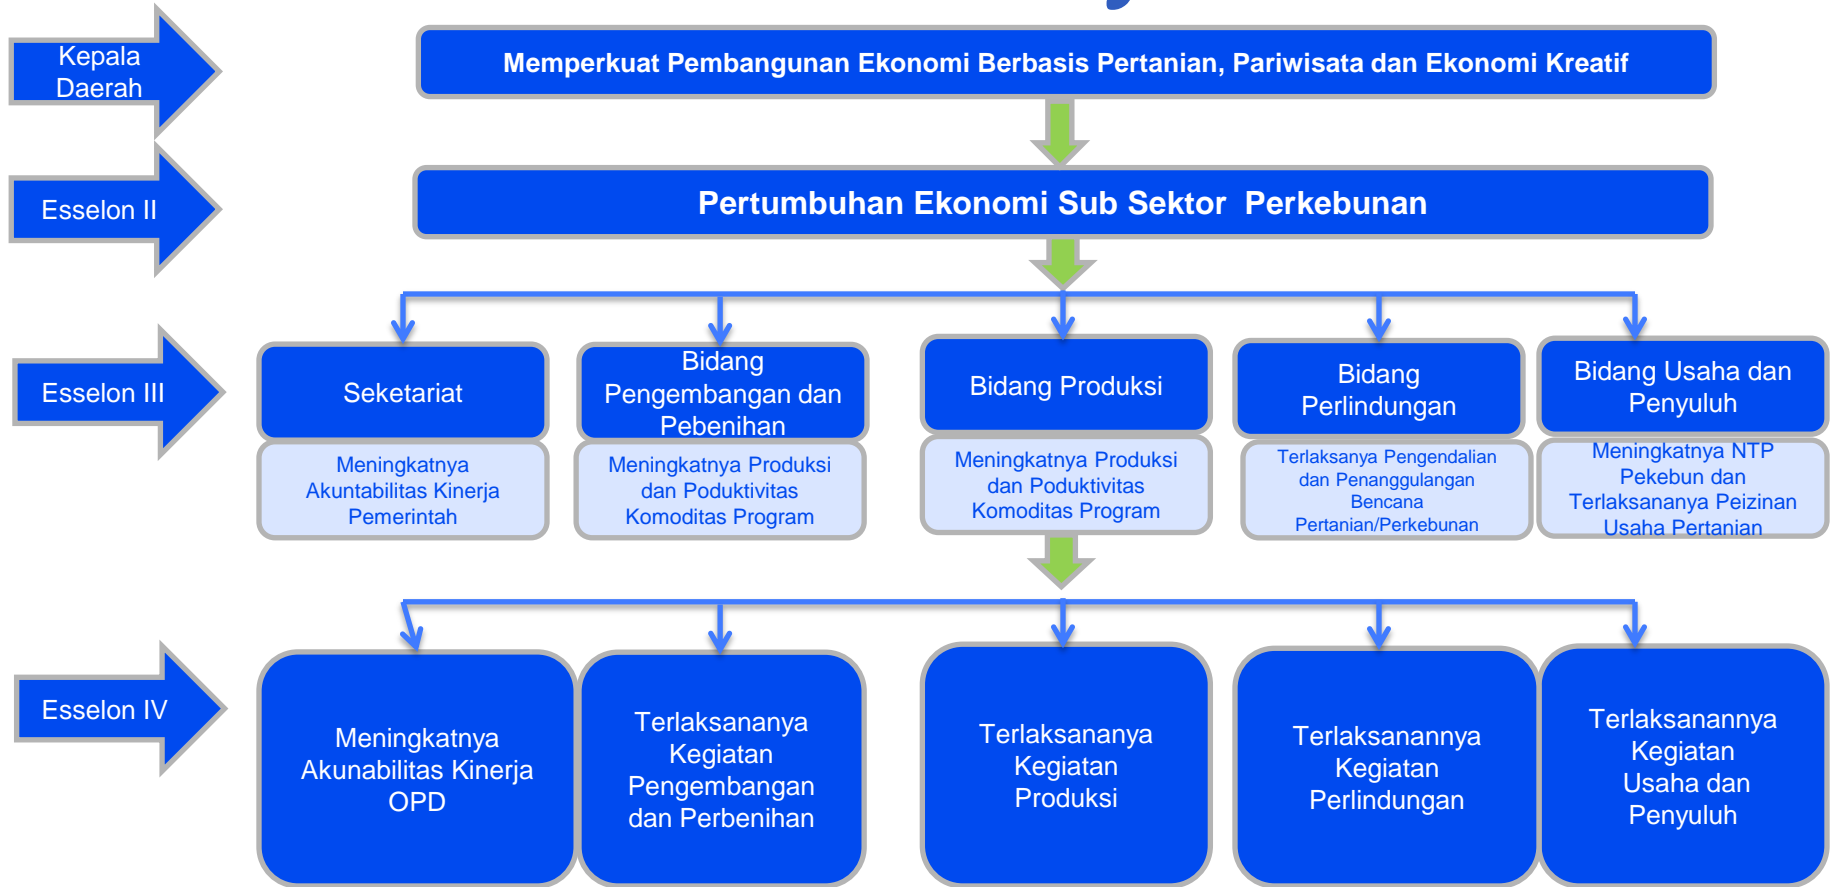 Kepala
Daerah
Memperkuat Pembangunan Ekonomi Berbasis Pertanian, Pariwisata dan Ekonomi Kreatif
Esselon II
Pertumbuhan Ekonomi Sub Sektor Perkebunan
Esselon III
Seketariat
Bidang
Pengembangan dan
Pebenihan
Bidang Produksi
Bidang
Perlindungan
Bidang Usaha dan
Penyuluh
Meningkatnya
Akuntabilitas Kinerja
Pemerintah
Meningkatnya Produksi
dan Poduktivitas
Komoditas Program
Meningkatnya Produksi
dan Poduktivitas
Komoditas Program
Terlaksanya Pengendalian
dan Penanggulangan
Bencana
Pertanian/Perkebunan
Meningkatnya NTP
Pekebun dan
Terlaksananya Peizinan
Usaha Pertanian
Esselon IV
Meningkatnya
Akunabilitas Kinerja
OPD
Terlaksananya
Kegiatan
Pengembangan
dan Perbenihan
Terlaksananya
Kegiatan
Produksi
Terlaksanannya
Kegiatan
Perlindungan
Terlaksanannya
Kegiatan
Usaha dan
Penyuluh